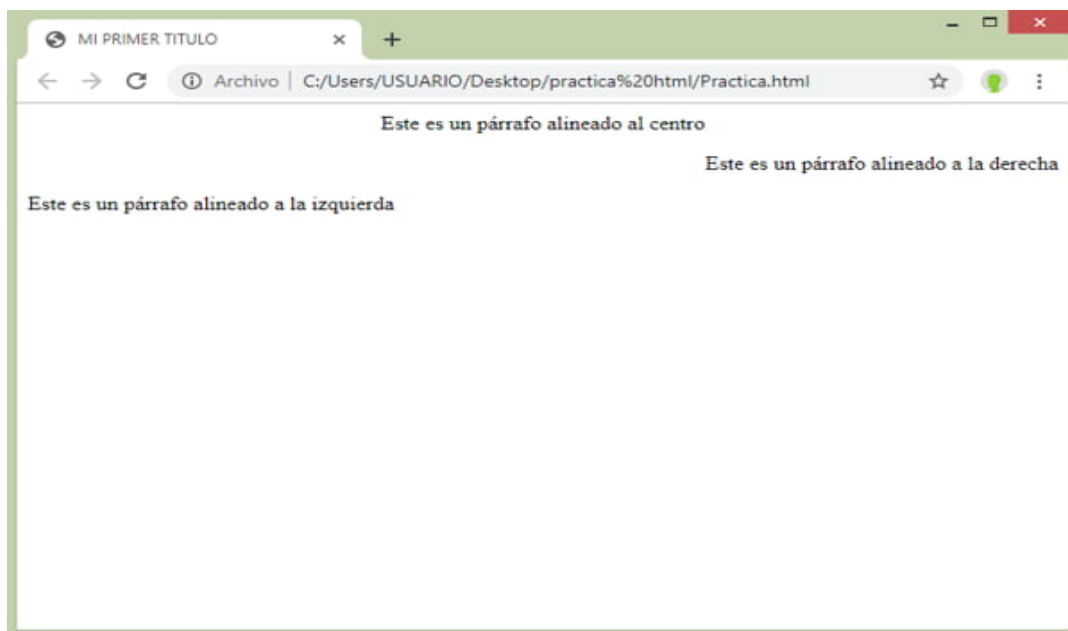 MI PRIMER TITULO
Archivo | C:/Users/USUARIO/Desktop/practica%20html/Practica.html
Este es un párrafo alineado al centro
Este es un párrafo alineado a la derecha
Este es un párrafo alineado a la izquierda